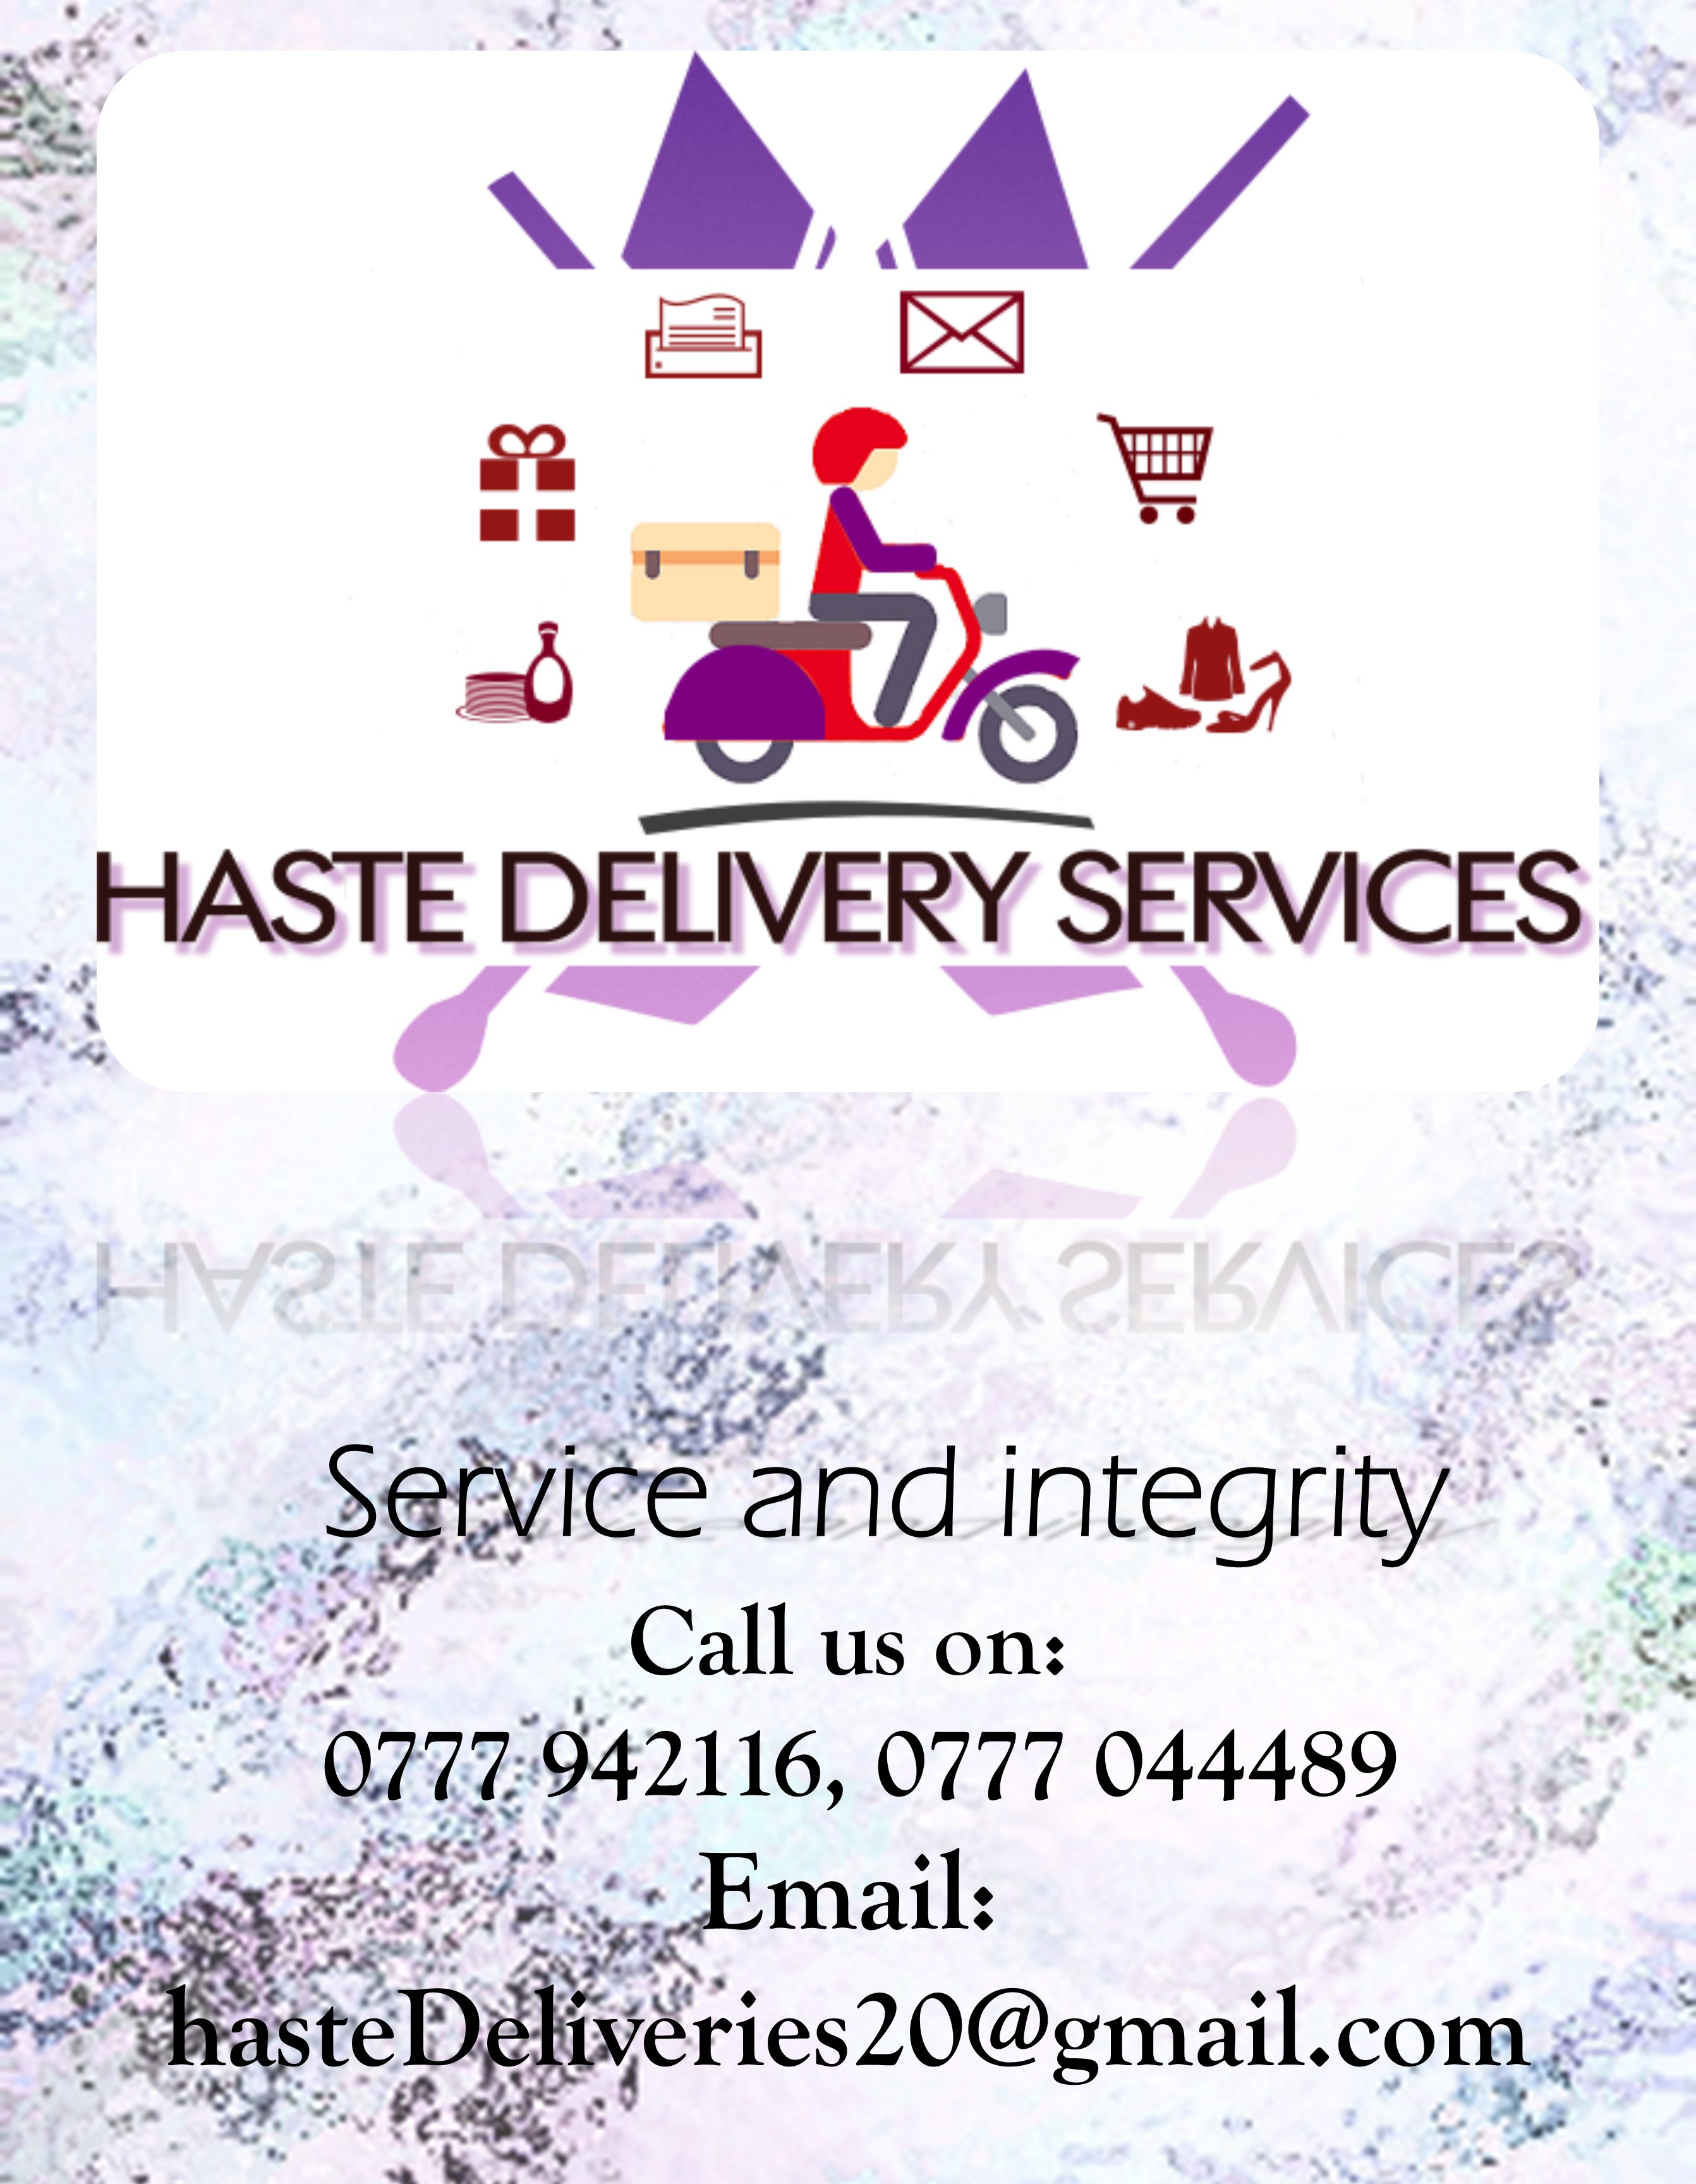 HASTE DELIVERY SERVICES
Service and integrity
Call us on:
0777 942116, 0777 044489
Email:
hasteDeliveries20@gmail.com